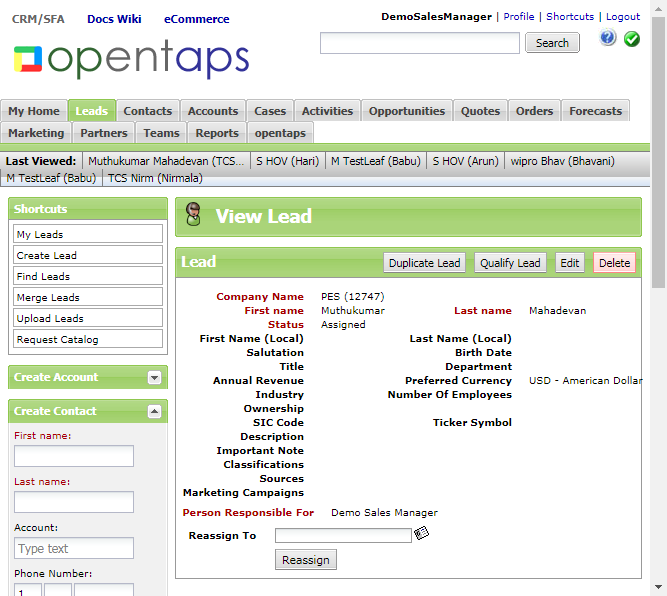 CRM/SFA Docs Wiki eCommerce
DemoSalesManager | Profile | Shortcuts | Logout
opentaps
Search
My Home Leads Contacts Accounts Cases Activities Opportunities Quotes Orders Forecasts
Marketing Partners Teams Reports opentaps
Last Viewed: Muthukumar Mahadevan (TCS... S HOV (Hari) M TestLeaf (Babu) S HOV (Arun) wipro Bhav (Bhavani)
M TestLeaf (Babu) TCS Nirm (Nirmala)
Shortcuts
My Leads
Create Lead
Find Leads
Merge Leads
Upload Leads
Request Catalog
Create Account
Create Contact
First name:
Last name:
Account:
Type text
Phone Number:
1
View Lead
Lead Duplicate Lead Qualify Lead Edit Delete
Company Name PES (12747)
First name Muthukumar Last name Mahadevan
Status Assigned
First Name (Local) Last Name (Local)
Salutation Birth Date
Title Department
Annual Revenue Preferred Currency USD - American Dollar
Industry Number Of Employees
Ownership
SIC Code Ticker Symbol
Description
Important Note
Classifications
Sources
Marketing Campaigns
Person Responsible For Demo Sales Manager
Reassign To
Reassign